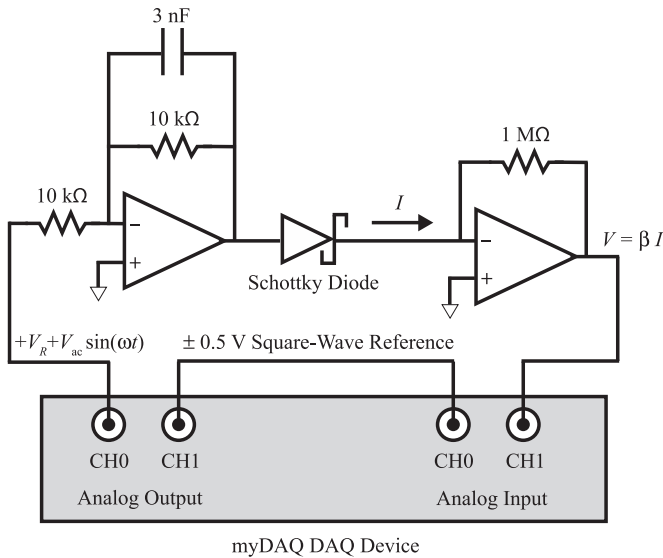 3 nF
10 kΩ
10 kΩ
1 MΩ
−
+
I
−
+
V = β I
Schottky Diode
+V_R+V_ac sin(ωt)
± 0.5 V Square-Wave Reference
CH0
CH1
CH0
CH1
Analog Output
Analog Input
myDAQ DAQ Device